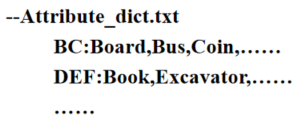 --Attribute_dict.txt
BC:Board,Bus,Coin,……
DEF:Book,Excavator,……
……